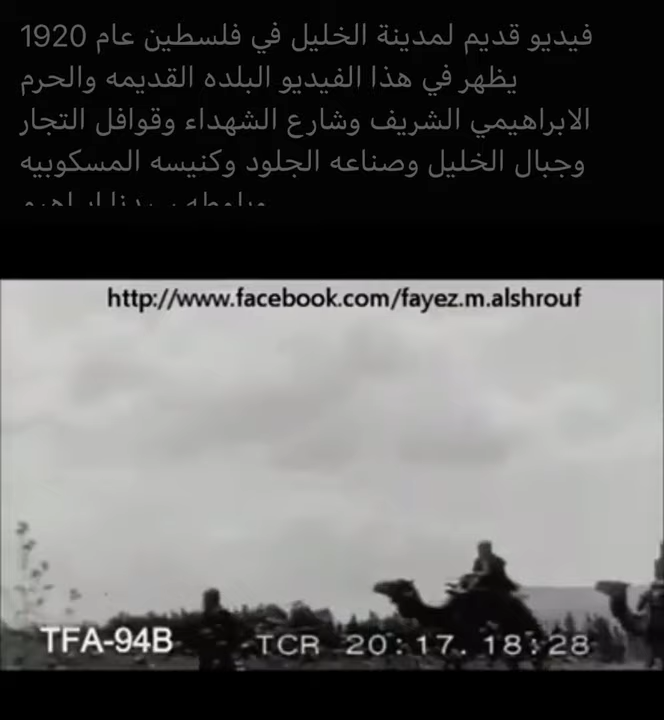 فيديو قديم لمدينة الخليل في فلسطين عام 1920
يظهر في هذا الفيديو البلده القديمه والحرم
الابراهيمي الشريف وشارع الشهداء وقوافل التجار
وجبال الخليل وصناعه الجلود وكنيسه المسكوبيه
http://www.facebook.com/fayez.m.alshrouf
TFA-94B TCR 20:17.18:28